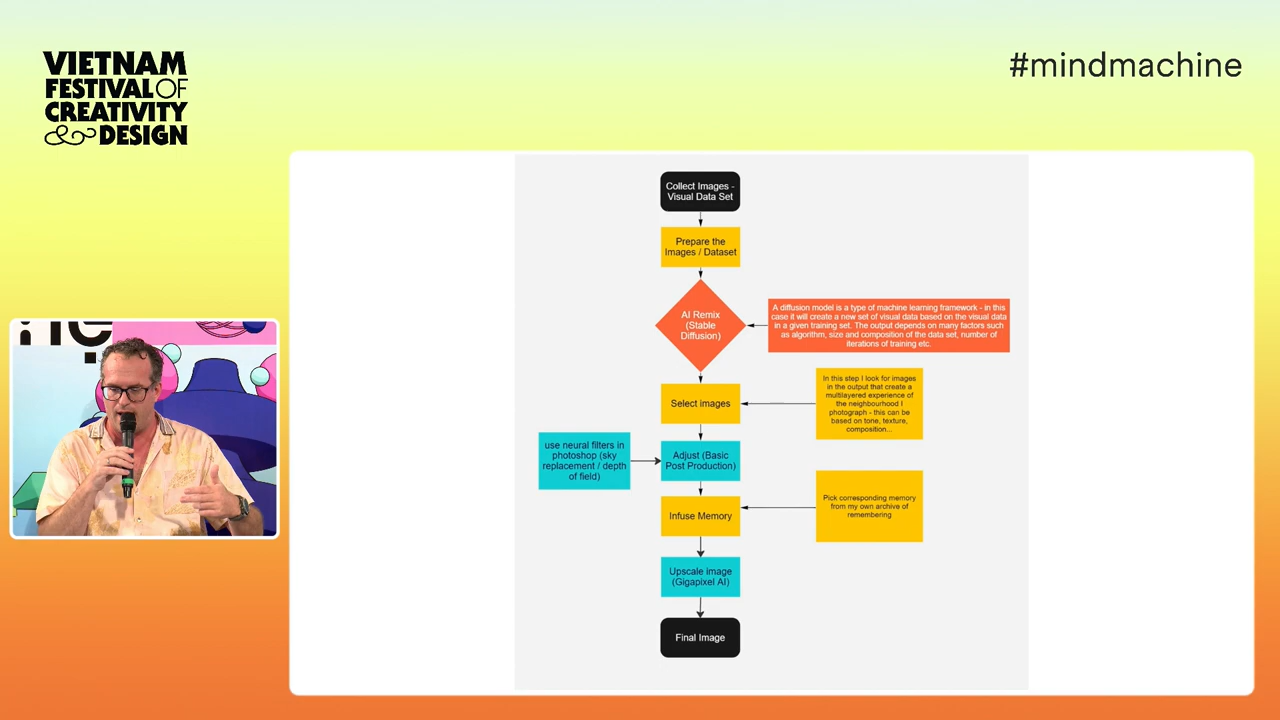 VIETNAM
FESTIVAL OF
CREATIVITY
& DESIGN
#mindmachine
Collect Images -
Visual Data Set
Prepare the
Images / Dataset
AI Remix
(Stable
Diffusion)
A diffusion model is a type of machine learning framework - in this
case it will create a new set of visual data based on the visual data
in a given training set. The output depends on many factors such
as algorithm, size and composition of the data set, number of
iterations of training etc.
Select images
In this step I look for images
in the output that create a
multilayered experience of
the neighbourhood I
photograph - this can be
based on tone, texture,
composition...
use neural filters in
photoshop (sky
replacement / depth
of field)
Adjust (Basic
Post Production)
Infuse Memory
Pick corresponding memory
from my own archive of
remembering
Upscale image
(Gigapixel AI)
Final Image